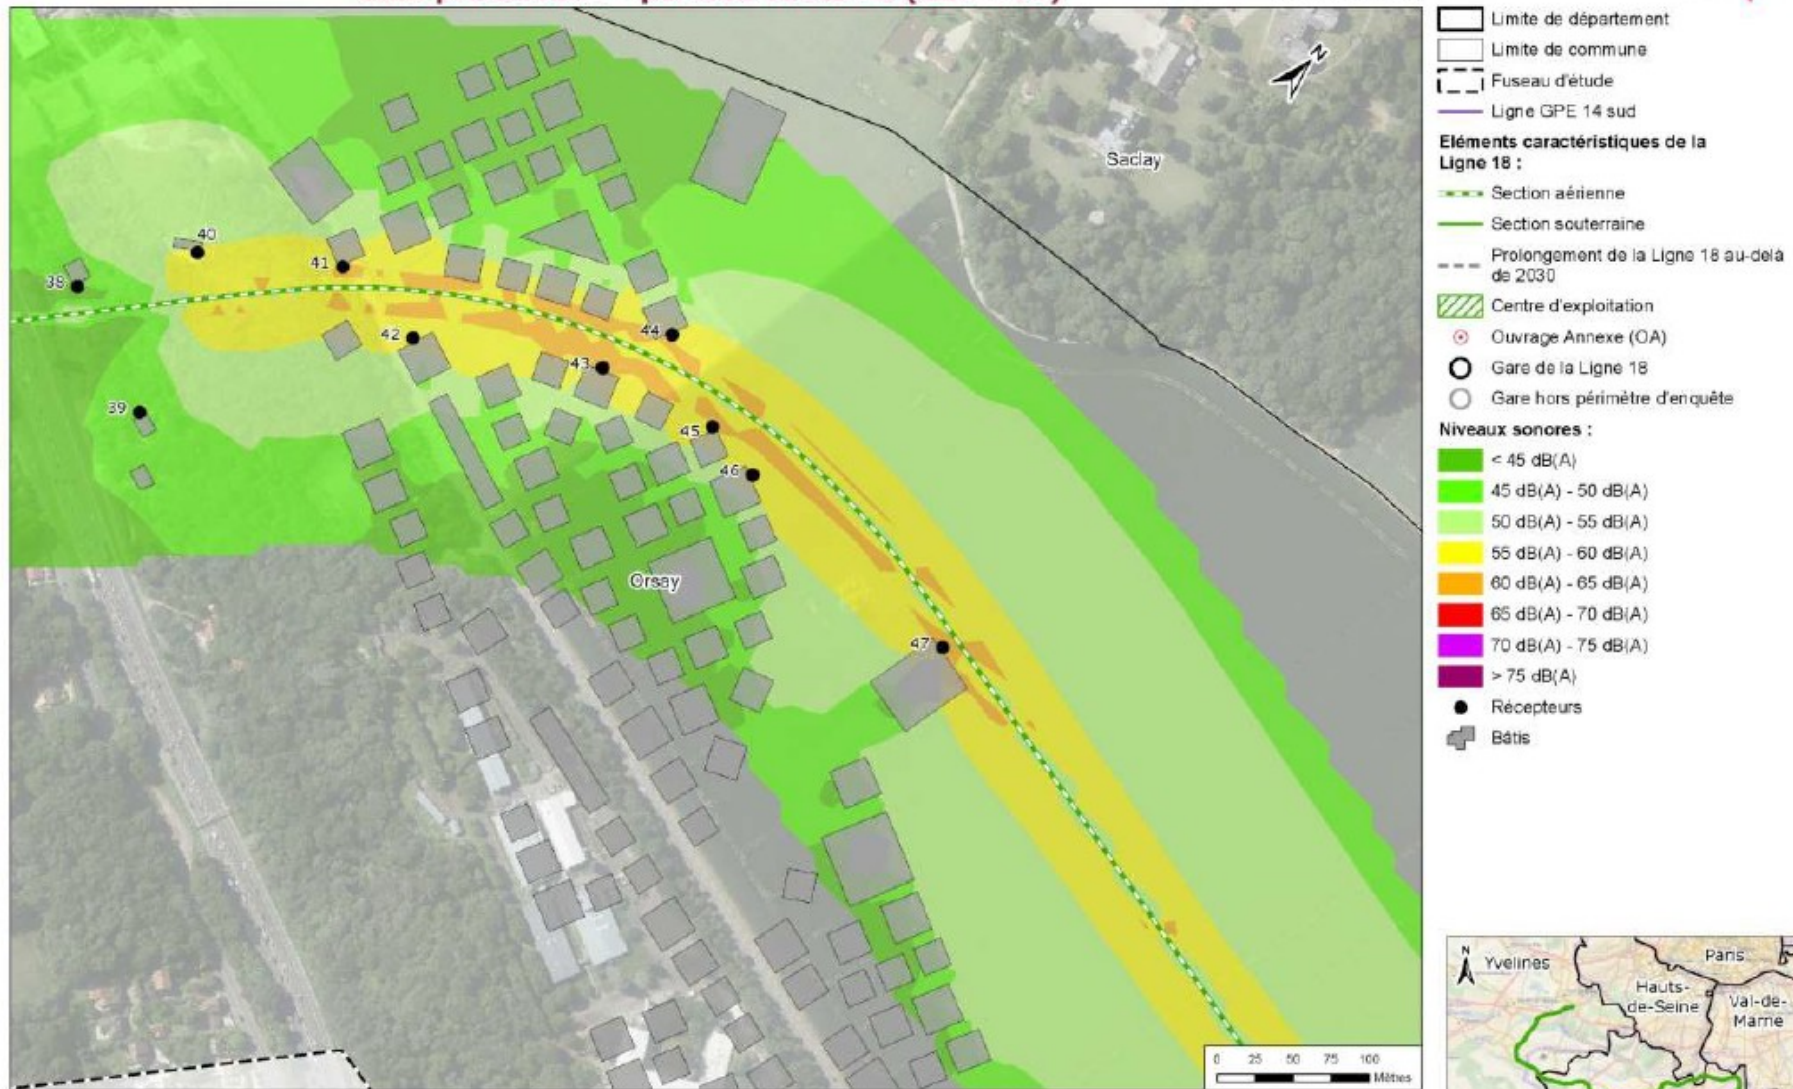 Limite de département
Limite de commune
Fuseau d'étude
Ligne GPE 14 sud
Eléments caractéristiques de la
Ligne 18 :
Section aérienne
Section souterraine
Prolongement de la Ligne 18 au-delà
de 2030
Centre d'exploitation
Ouvrage Annexe (OA)
Gare de la Ligne 18
Gare hors périmètre d'enquête
Niveaux sonores :
< 45 dB(A)
45 dB(A) - 50 dB(A)
50 dB(A) - 55 dB(A)
55 dB(A) - 60 dB(A)
60 dB(A) - 65 dB(A)
65 dB(A) - 70 dB(A)
70 dB(A) - 75 dB(A)
> 75 dB(A)
Récepteurs
Bâtis
N
Saclay
40
41
38
44
42
43
39
45
46
Orsay
47
0 25 50 75 100
Mètres
N
Yvelines
Paris
Hauts-
de-Seine
Val-de-
Marne